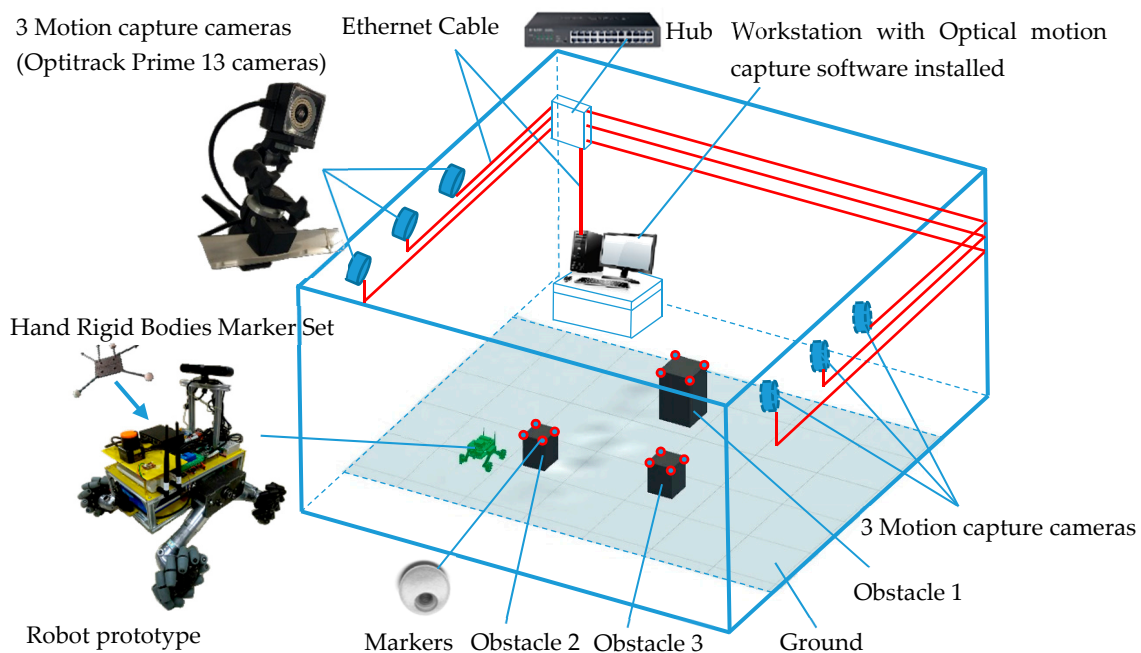 3 Motion capture cameras
(Optitrack Prime 13 cameras)
Ethernet Cable
Hub
Workstation with Optical motion
capture software installed
Hand Rigid Bodies Marker Set
3 Motion capture cameras
Obstacle 1
Robot prototype
Markers
Obstacle 2
Obstacle 3
Ground